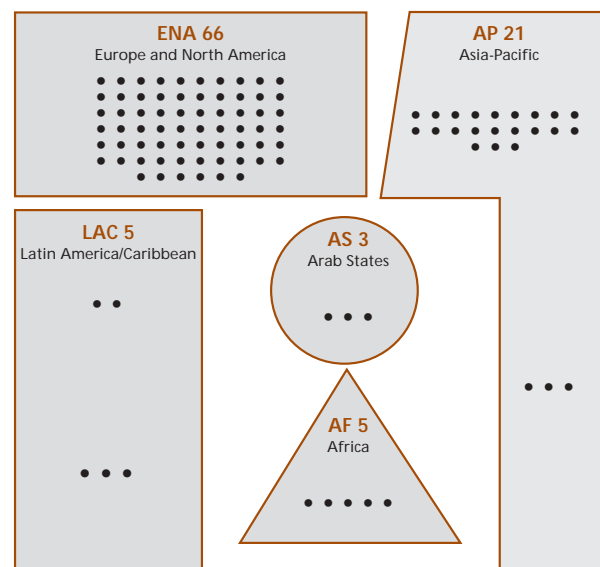 ENA 66
Europe and North America
AP 21
Asia-Pacific
LAC 5
Latin America/Caribbean
AS 3
Arab States
AF 5
Africa